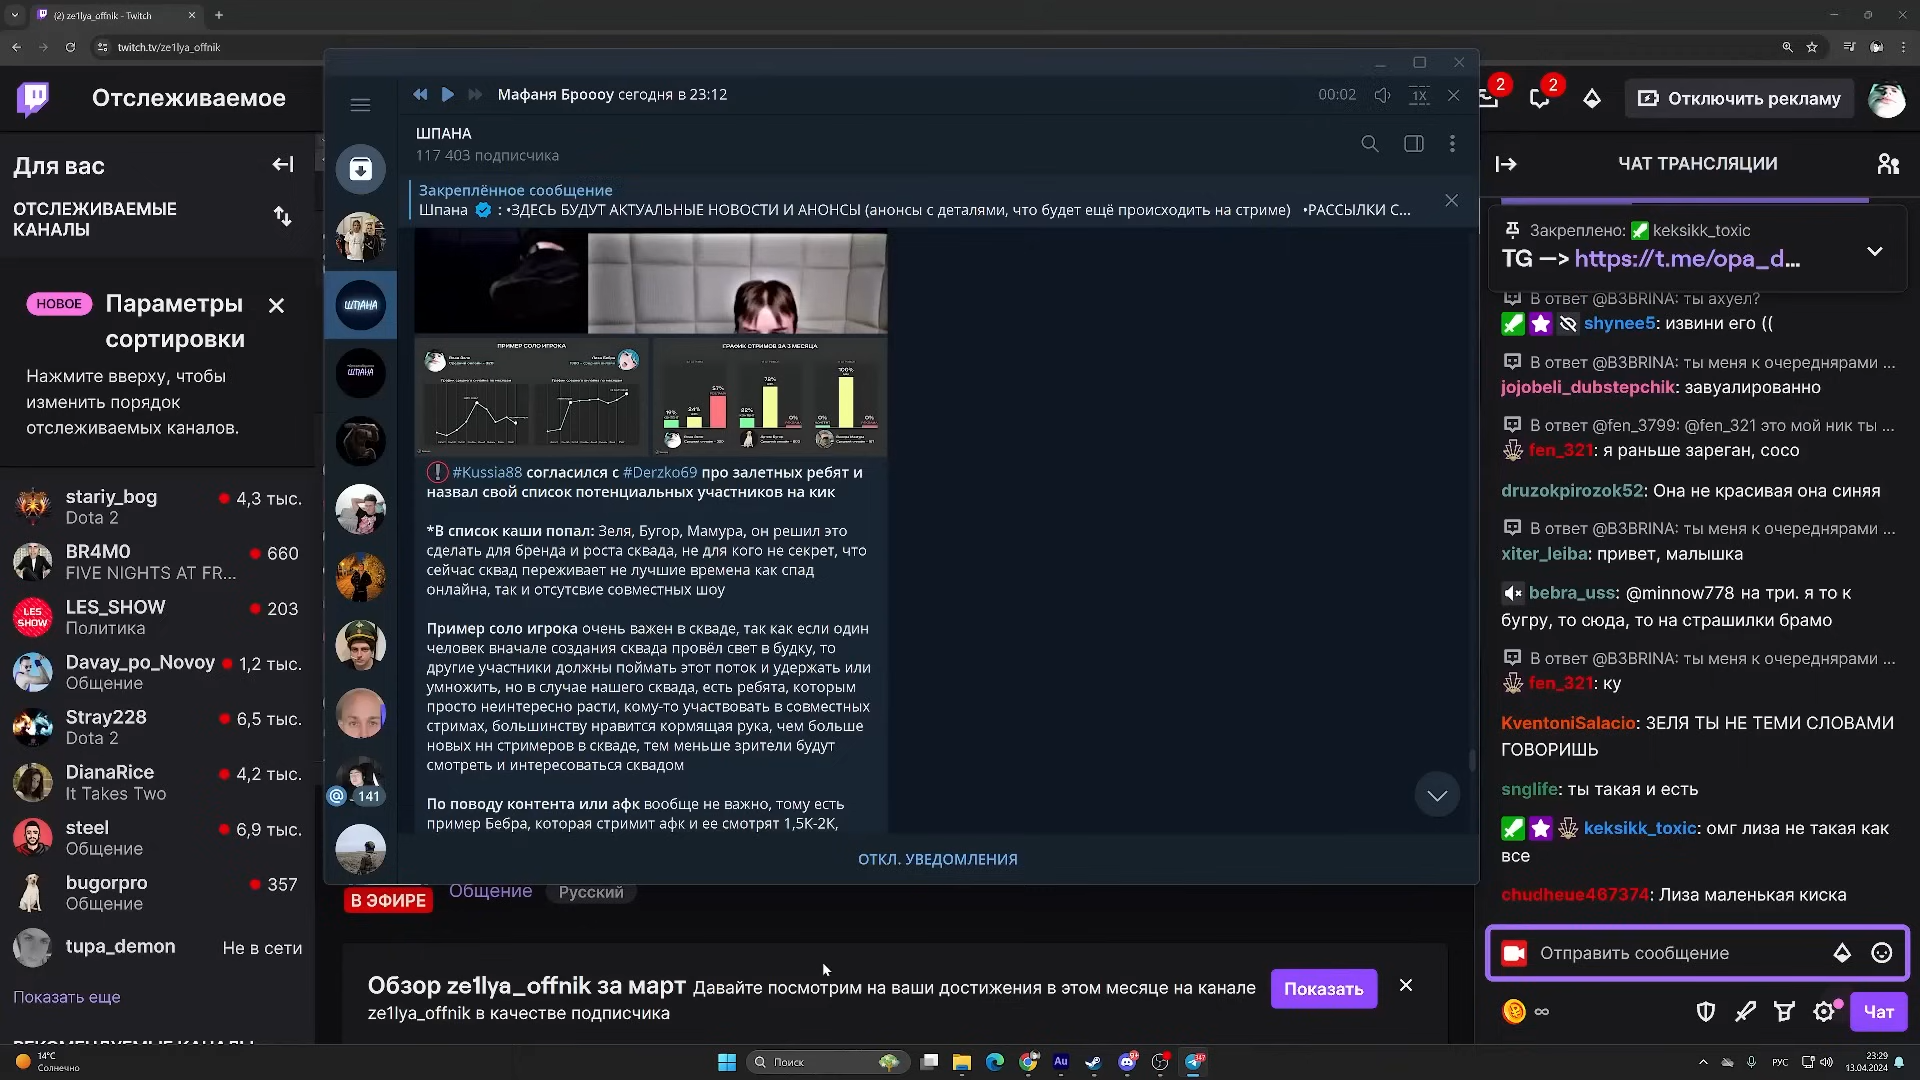 (2) ze1lya_offnik - Twitch
twitch.tv/ze1lya_offnik
Отслеживаемое
Для вас
ОТСЛЕЖИВАЕМЫЕ
КАНАЛЫ
НОВОЕ
Параметры
сортировки
Нажмите вверху, чтобы
изменить порядок
отслеживаемых каналов.
stariy_bog
4,3 тыс.
Dota 2
BR4M0
660
FIVE NIGHTS AT FR...
LES_SHOW
203
Политика
Davay_po_Novoy
1,2 тыс.
Общение
Stray228
6,5 тыс.
Dota 2
DianaRice
4,2 тыс.
It Takes Two
steel
6,9 тыс.
Общение
bugorpro
357
Общение
tupa_demon
Не в сети
Показать еще
РЕКОМЕНДУЕМЫЕ КАНАЛЫ
Мафаня Броооу сегодня в 23:12
00:02
1X
ШПАНА
117 403 подписчика
Закреплённое сообщение
Шпана : •ЗДЕСЬ БУДУТ АКТУАЛЬНЫЕ НОВОСТИ И АНОНСЫ (анонсы с деталями, что будет ещё происходить на стриме) •РАССЫЛКИ С...
ШПАНА
ШПАНА
141
ПРИМЕР СОЛО ИГРОКА
ГРАФИК СТРИМОВ ЗА 3 МЕСЯЦА
#Kussia88 согласился с #Derzko69 про залетных ребят и
назвал свой список потенциальных участников на кик
*В список каши попал: Зеля, Бугор, Мамура, он решил это
сделать для бренда и роста сквада, не для кого не секрет, что
сейчас сквад переживает не лучшие времена как спад
онлайна, так и отсутсвие совместных шоу
Пример соло игрока очень важен в скваде, так как если один
человек вначале создания сквада провёл свет в будку, то
другие участники должны поймать этот поток и удержать или
умножить, но в случае нашего сквада, есть ребята, которым
просто неинтересно расти, кому-то участвовать в совместных
стримах, большинству нравится кормящая рука, чем больше
новых нн стримеров в скваде, тем меньше зрители будут
смотреть и интересоваться сквадом
По поводу контента или афк вообще не важно, тому есть
пример Бебра, которая стримит афк и ее смотрят 1,5К-2К,
ОТКЛ. УВЕДОМЛЕНИЯ
В ЭФИРЕ
Общение
Русский
Обзор ze1lya_offnik за март Давайте посмотрим на ваши достижения в этом месяце на канале
ze1lya_offnik в качестве подписчика
Показать
2
2
Отключить рекламу
ЧАТ ТРАНСЛЯЦИИ
Закреплено: keksikk_toxic
TG —> https://t.me/opa_d...
В ответ @B3BRINA: ты ахуел?
shynee5: извини его ((
В ответ @B3BRINA: ты меня к очереднярами ...
jojobeli_dubstepchik: завуалированно
В ответ @fen_3799: @fen_321 это мой ник ты ...
fen_321: я раньше зареган, сосо
druzokpirozok52: Она не красивая она синяя
В ответ @B3BRINA: ты меня к очереднярами ...
xiter_leiba: привет, малышка
bebra_uss: @minnow778 на три. я то к
бугру, то сюда, то на страшилки брамо
В ответ @B3BRINA: ты меня к очереднярами ...
fen_321: ку
KventoniSalacio: ЗЕЛЯ ТЫ НЕ ТЕМИ СЛОВАМИ
ГОВОРИШЬ
snglife: ты такая и есть
keksikk_toxic: омг лиза не такая как
все
chudheue467374: Лиза маленькая киска
Отправить сообщение
∞
Чат
14°C
Солнечно
Поиск
Au
РУС
23:29
13.04.2024